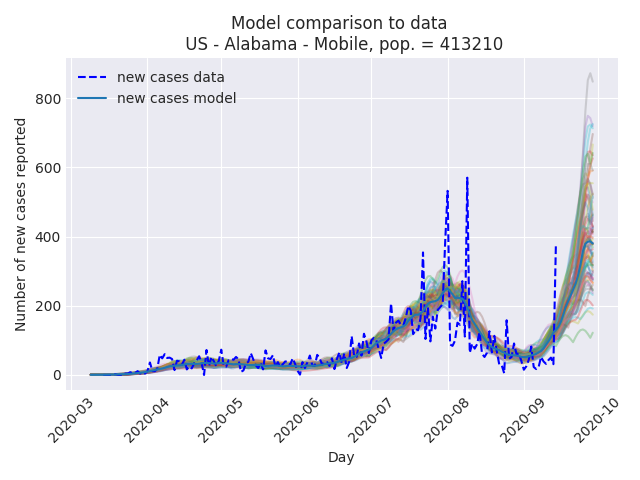 Model comparison to data
US - Alabama - Mobile, pop. = 413210
new cases data
new cases model
Number of new cases reported
800
600
400
200
0
2020-03
2020-04
2020-05
2020-06
2020-07
2020-08
2020-09
2020-10
Day